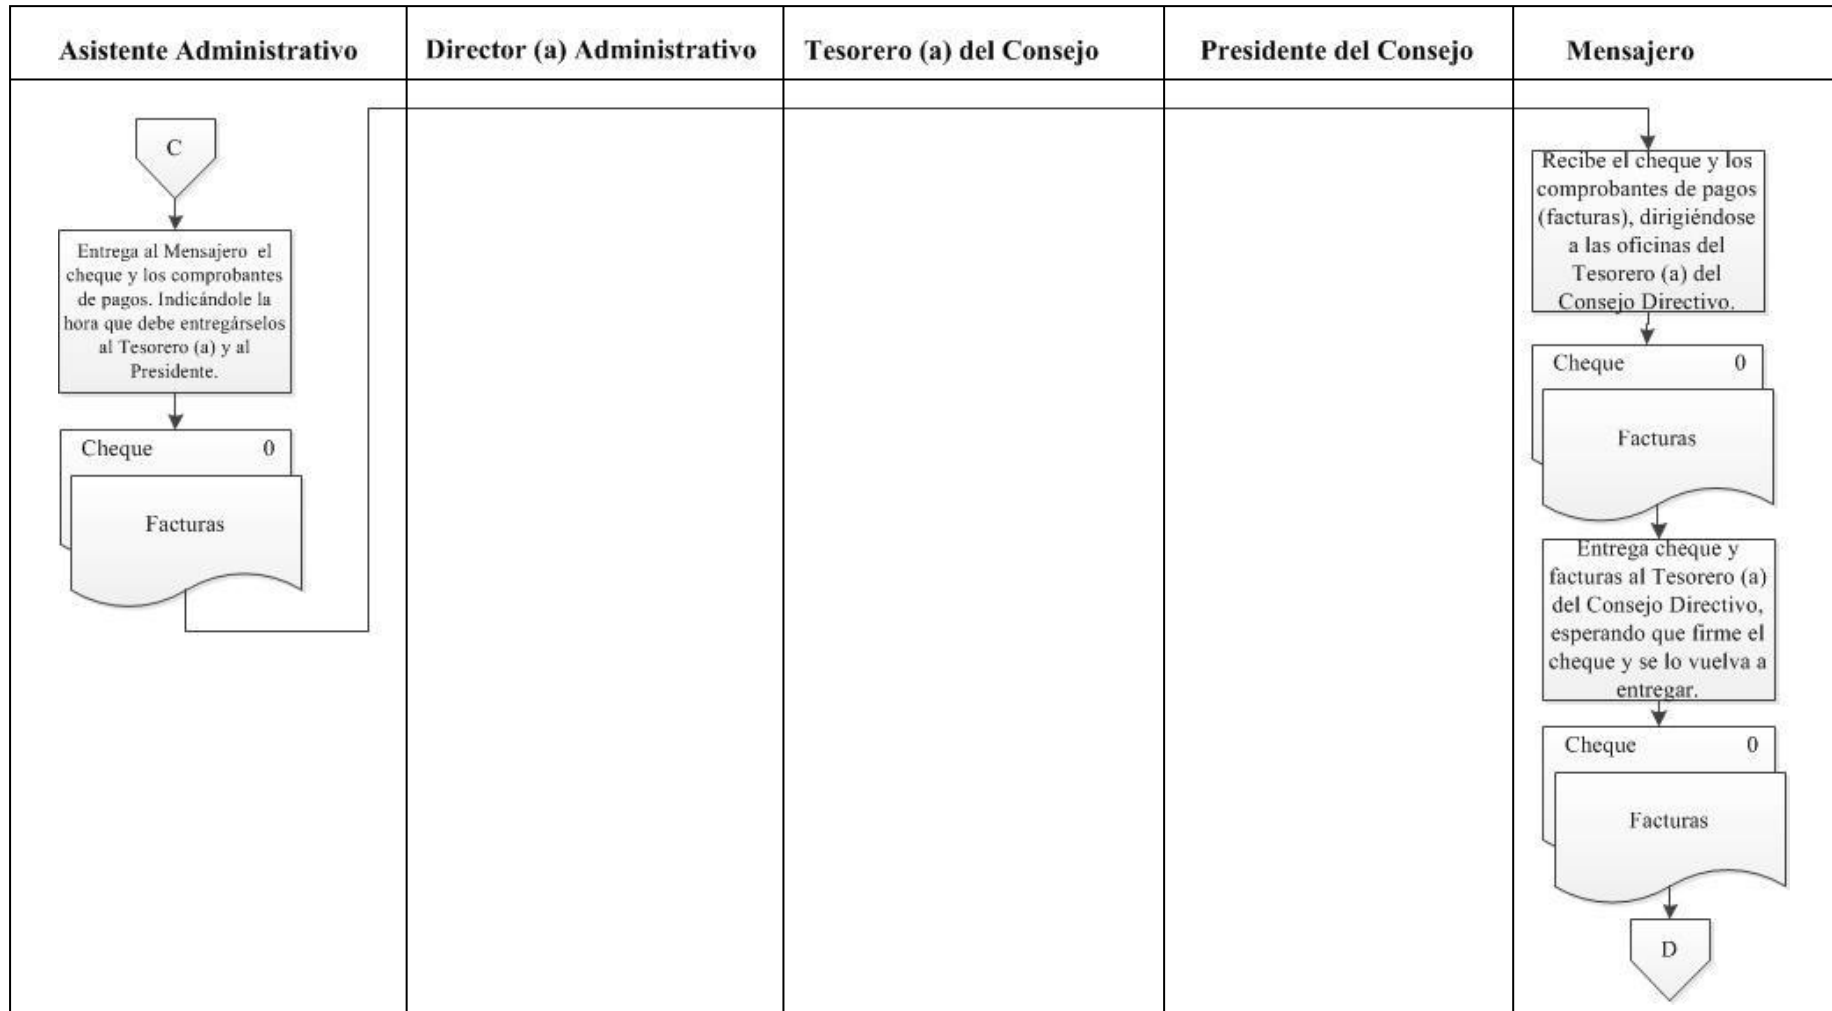 Asistente Administrativo
Director (a) Administrativo
Tesorero (a) del Consejo
Presidente del Consejo
Mensajero
C
Entrega al Mensajero el
cheque y los comprobantes
de pagos. Indicándole la
hora que debe entregárselos
al Tesorero (a) y al
Presidente.
Cheque 0
Facturas
Recibe el cheque y los
comprobantes de pagos
(facturas), dirigiéndose
a las oficinas del
Tesorero (a) del
Consejo Directivo.
Cheque 0
Facturas
Entrega cheque y
facturas al Tesorero (a)
del Consejo Directivo,
esperando que firme el
cheque y se lo vuelva a
entregar.
Cheque 0
Facturas
D